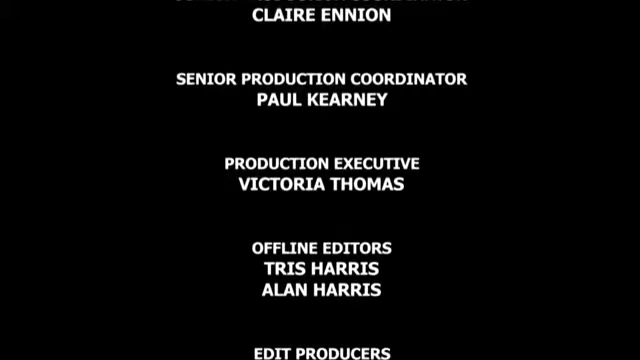 CLAIRE ENNION
SENIOR PRODUCTION COORDINATOR
PAUL KEARNEY
PRODUCTION EXECUTIVE
VICTORIA THOMAS
OFFLINE EDITORS
TRIS HARRIS
ALAN HARRIS
EDIT PRODUCERS